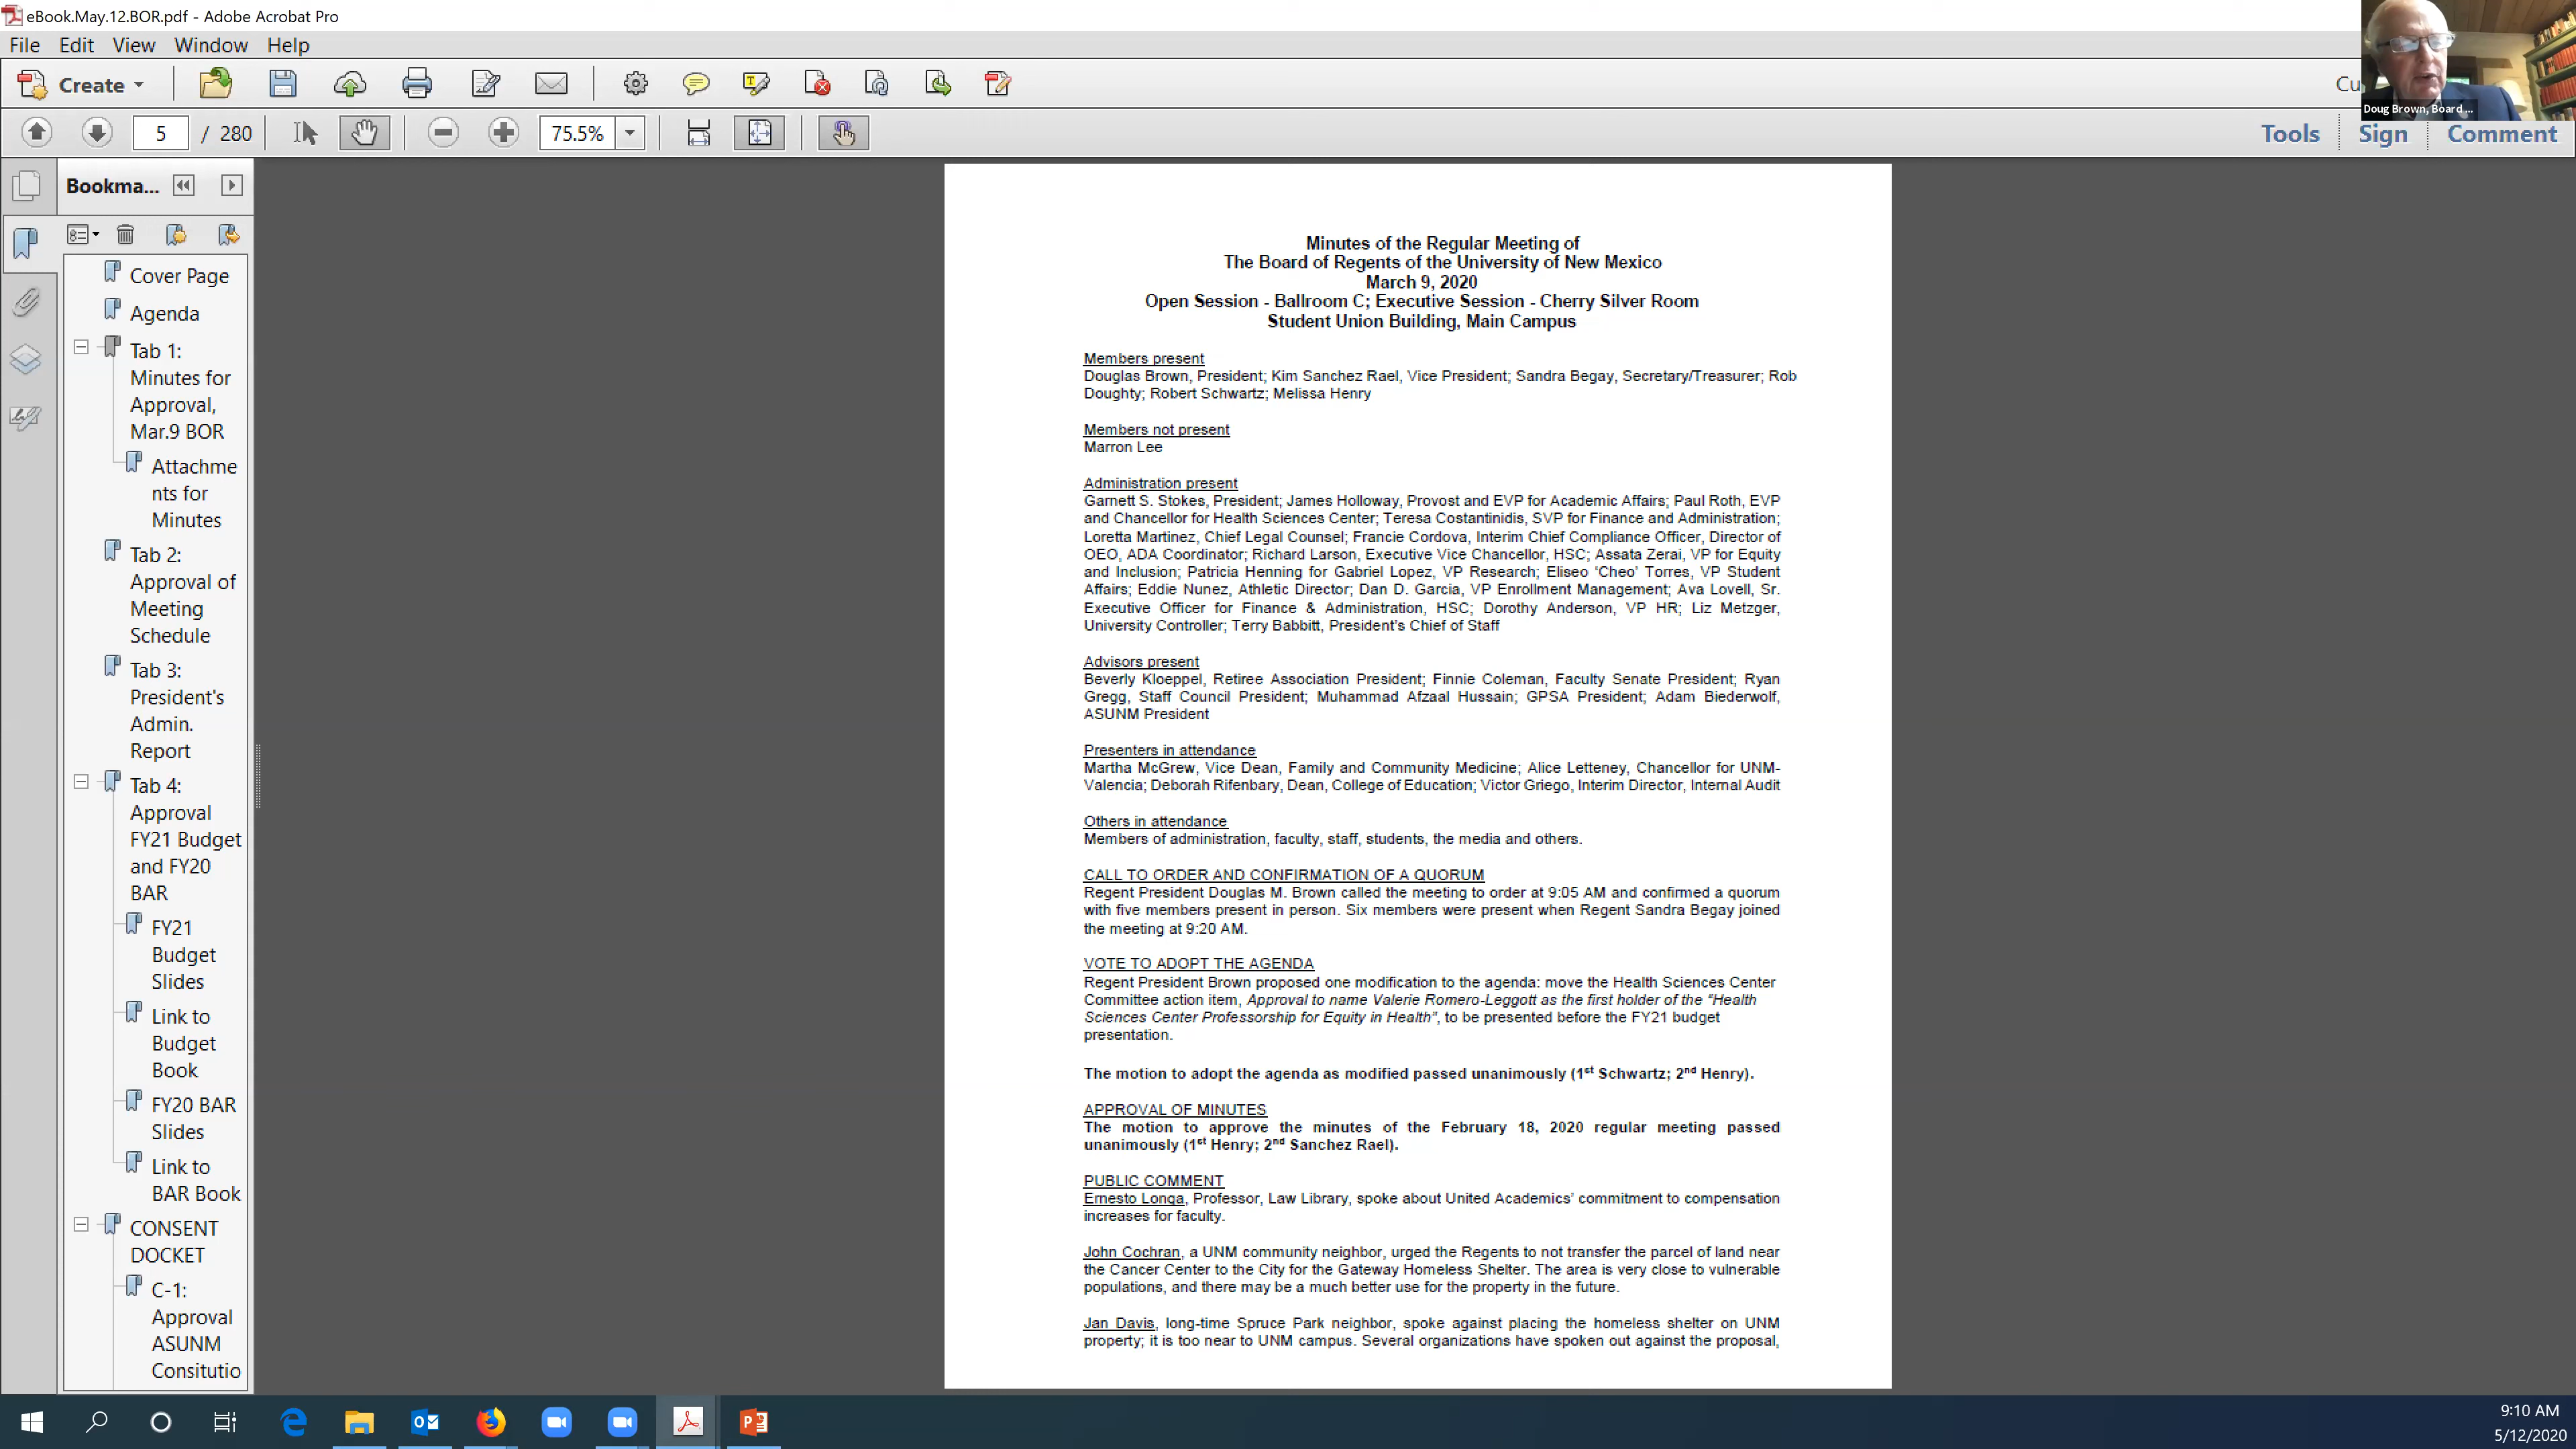 eBook.May.12.BOR.pdf - Adobe Acrobat Pro
File Edit View Window Help
Create
Cu
Doug Brown, Board ...
5 / 280
75.5%
Tools Sign Comment
Bookma...
Cover Page
Agenda
Tab 1:
Minutes for
Approval,
Mar.9 BOR
Attachme
nts for
Minutes
Tab 2:
Approval of
Meeting
Schedule
Tab 3:
President's
Admin.
Report
Tab 4:
Approval
FY21 Budget
and FY20
BAR
FY21
Budget
Slides
Link to
Budget
Book
FY20 BAR
Slides
Link to
BAR Book
CONSENT
DOCKET
C-1:
Approval
ASUNM
Consitutio
Minutes of the Regular Meeting of
The Board of Regents of the University of New Mexico
March 9, 2020
Open Session - Ballroom C; Executive Session - Cherry Silver Room
Student Union Building, Main Campus
Members present
Douglas Brown, President; Kim Sanchez Rael, Vice President; Sandra Begay, Secretary/Treasurer; Rob
Doughty; Robert Schwartz; Melissa Henry
Members not present
Marron Lee
Administration present
Garnett S. Stokes, President; James Holloway, Provost and EVP for Academic Affairs; Paul Roth, EVP
and Chancellor for Health Sciences Center; Teresa Costantinidis, SVP for Finance and Administration;
Loretta Martinez, Chief Legal Counsel; Francie Cordova, Interim Chief Compliance Officer, Director of
OEO, ADA Coordinator; Richard Larson, Executive Vice Chancellor, HSC; Assata Zerai, VP for Equity
and Inclusion; Patricia Henning for Gabriel Lopez, VP Research; Eliseo ‘Cheo’ Torres, VP Student
Affairs; Eddie Nunez, Athletic Director; Dan D. Garcia, VP Enrollment Management; Ava Lovell, Sr.
Executive Officer for Finance & Administration, HSC; Dorothy Anderson, VP HR; Liz Metzger,
University Controller; Terry Babbitt, President’s Chief of Staff
Advisors present
Beverly Kloeppel, Retiree Association President; Finnie Coleman, Faculty Senate President; Ryan
Gregg, Staff Council President; Muhammad Afzaal Hussain; GPSA President; Adam Biederwolf,
ASUNM President
Presenters in attendance
Martha McGrew, Vice Dean, Family and Community Medicine; Alice Letteney, Chancellor for UNM-
Valencia; Deborah Rifenbary, Dean, College of Education; Victor Griego, Interim Director, Internal Audit
Others in attendance
Members of administration, faculty, staff, students, the media and others.
CALL TO ORDER AND CONFIRMATION OF A QUORUM
Regent President Douglas M. Brown called the meeting to order at 9:05 AM and confirmed a quorum
with five members present in person. Six members were present when Regent Sandra Begay joined
the meeting at 9:20 AM.
VOTE TO ADOPT THE AGENDA
Regent President Brown proposed one modification to the agenda: move the Health Sciences Center
Committee action item, Approval to name Valerie Romero-Leggott as the first holder of the “Health
Sciences Center Professorship for Equity in Health”, to be presented before the FY21 budget
presentation.
The motion to adopt the agenda as modified passed unanimously (1st Schwartz; 2nd Henry).
APPROVAL OF MINUTES
The motion to approve the minutes of the February 18, 2020 regular meeting passed
unanimously (1st Henry; 2nd Sanchez Rael).
PUBLIC COMMENT
Ernesto Longa, Professor, Law Library, spoke about United Academics’ commitment to compensation
increases for faculty.
John Cochran, a UNM community neighbor, urged the Regents to not transfer the parcel of land near
the Cancer Center to the City for the Gateway Homeless Shelter. The area is very close to vulnerable
populations, and there may be a much better use for the property in the future.
Jan Davis, long-time Spruce Park neighbor, spoke against placing the homeless shelter on UNM
property; it is too near to UNM campus. Several organizations have spoken out against the proposal,
9:10 AM
5/12/2020